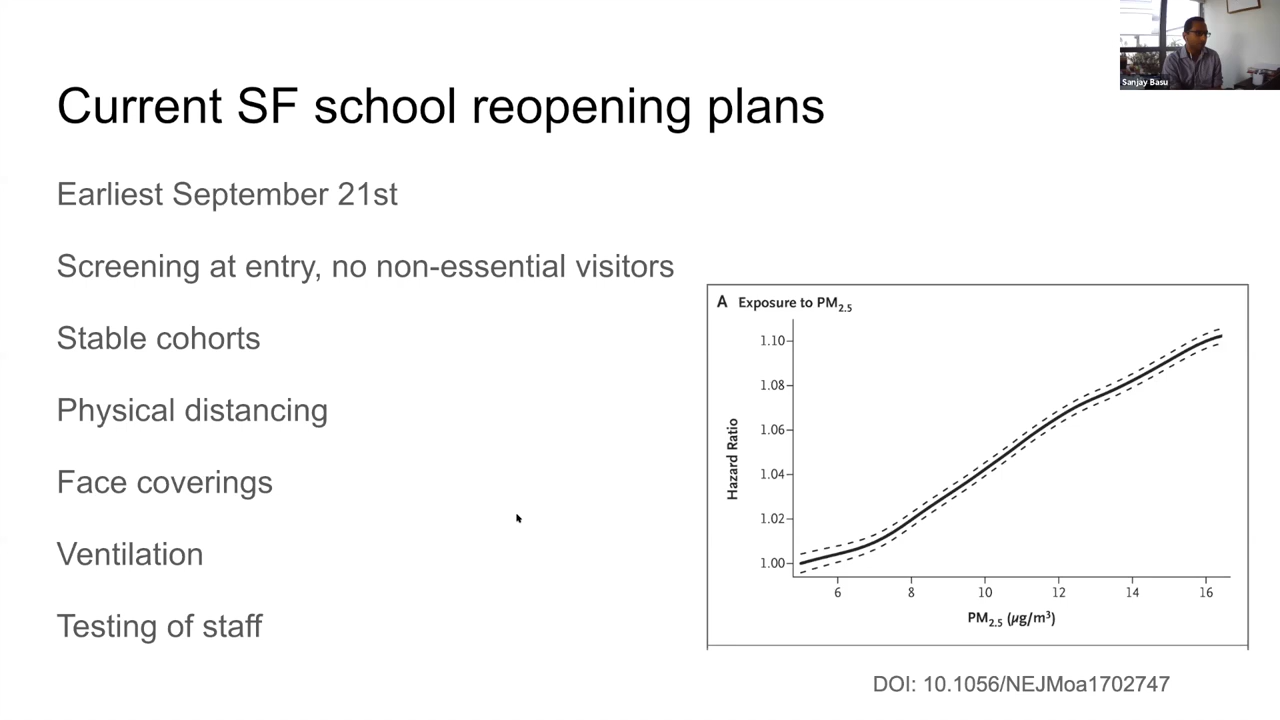 Sanjay Basu
Current SF school reopening plans
Earliest September 21st
Screening at entry, no non-essential visitors
Stable cohorts
Physical distancing
Face coverings
Ventilation
Testing of staff
A Exposure to PM2.5
Hazard Ratio
1.10
1.08
1.06
1.04
1.02
1.00
6 8 10 12 14 16
PM2.5 (μg/m³)
DOI: 10.1056/NEJMoa1702747